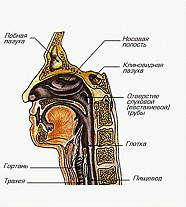 Лобная
пазуха
Носовая
полость
Клиновидная
пазуха
Отверстие
слуховой
(евстахиевой)
трубы
Глотка
Гортань
Трахея
Пищевод